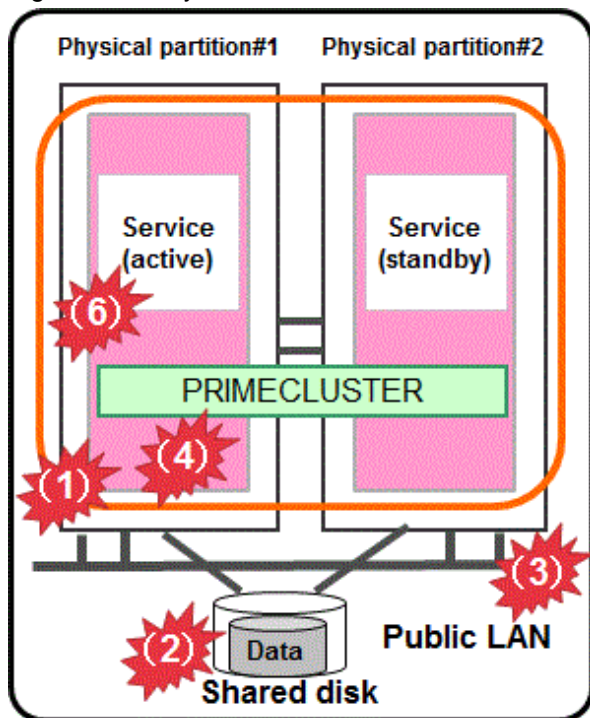 Physical partition#1 Physical partition#2
Service
(active)
Service
(standby)
(6)
PRIMECLUSTER
(4)
(1)
(3)
(2)
Data
Public LAN
Shared disk